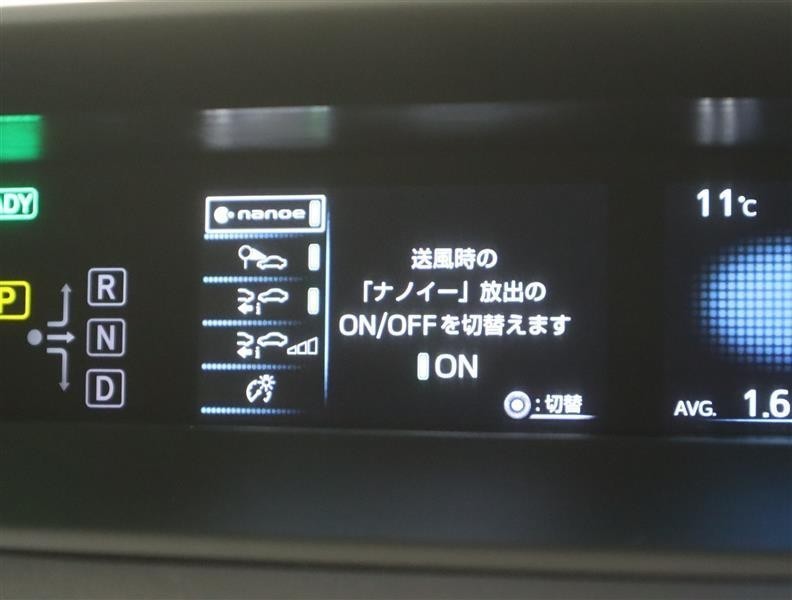 ADY
P
R
N
D
nanoe
送風時の
「ナノイー」放出の
ON/OFFを切替えます
ON
:切替
11℃
AVG. 1.6